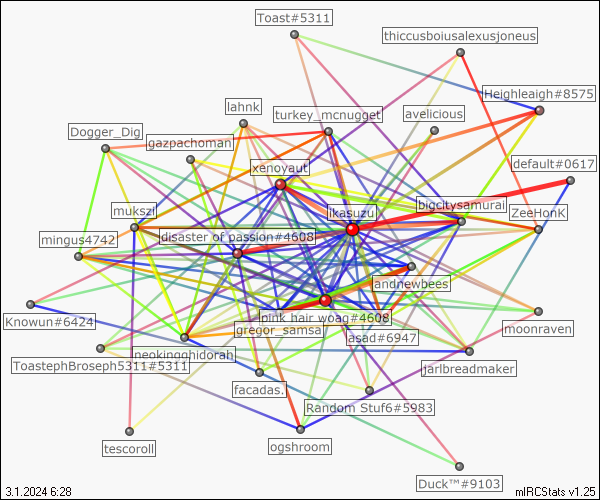 Toast#5311
thiccusboiusalexusjoneus
Heighleigh#8575
lahnk
turkey_mcnugget
avelicious
Dogger_Dig
gazpachoman
xenoyaut
default#0617
mukszi
ikasuzu
bigcitysamurai
ZeeHonK
mingus4742
disaster of passion#4608
andnewbees
Knowun#6424
pink hair woag#4608
gregor_samsa
asad#6947
moonraven
neokingghidorah
ToastephBroseph5311#5311
jarlbreadmaker
facadas.
Random Stuf6#5983
tescoroll
ogshroom
Duck™#9103
3.1.2024 6:28
mIRCStats v1.25